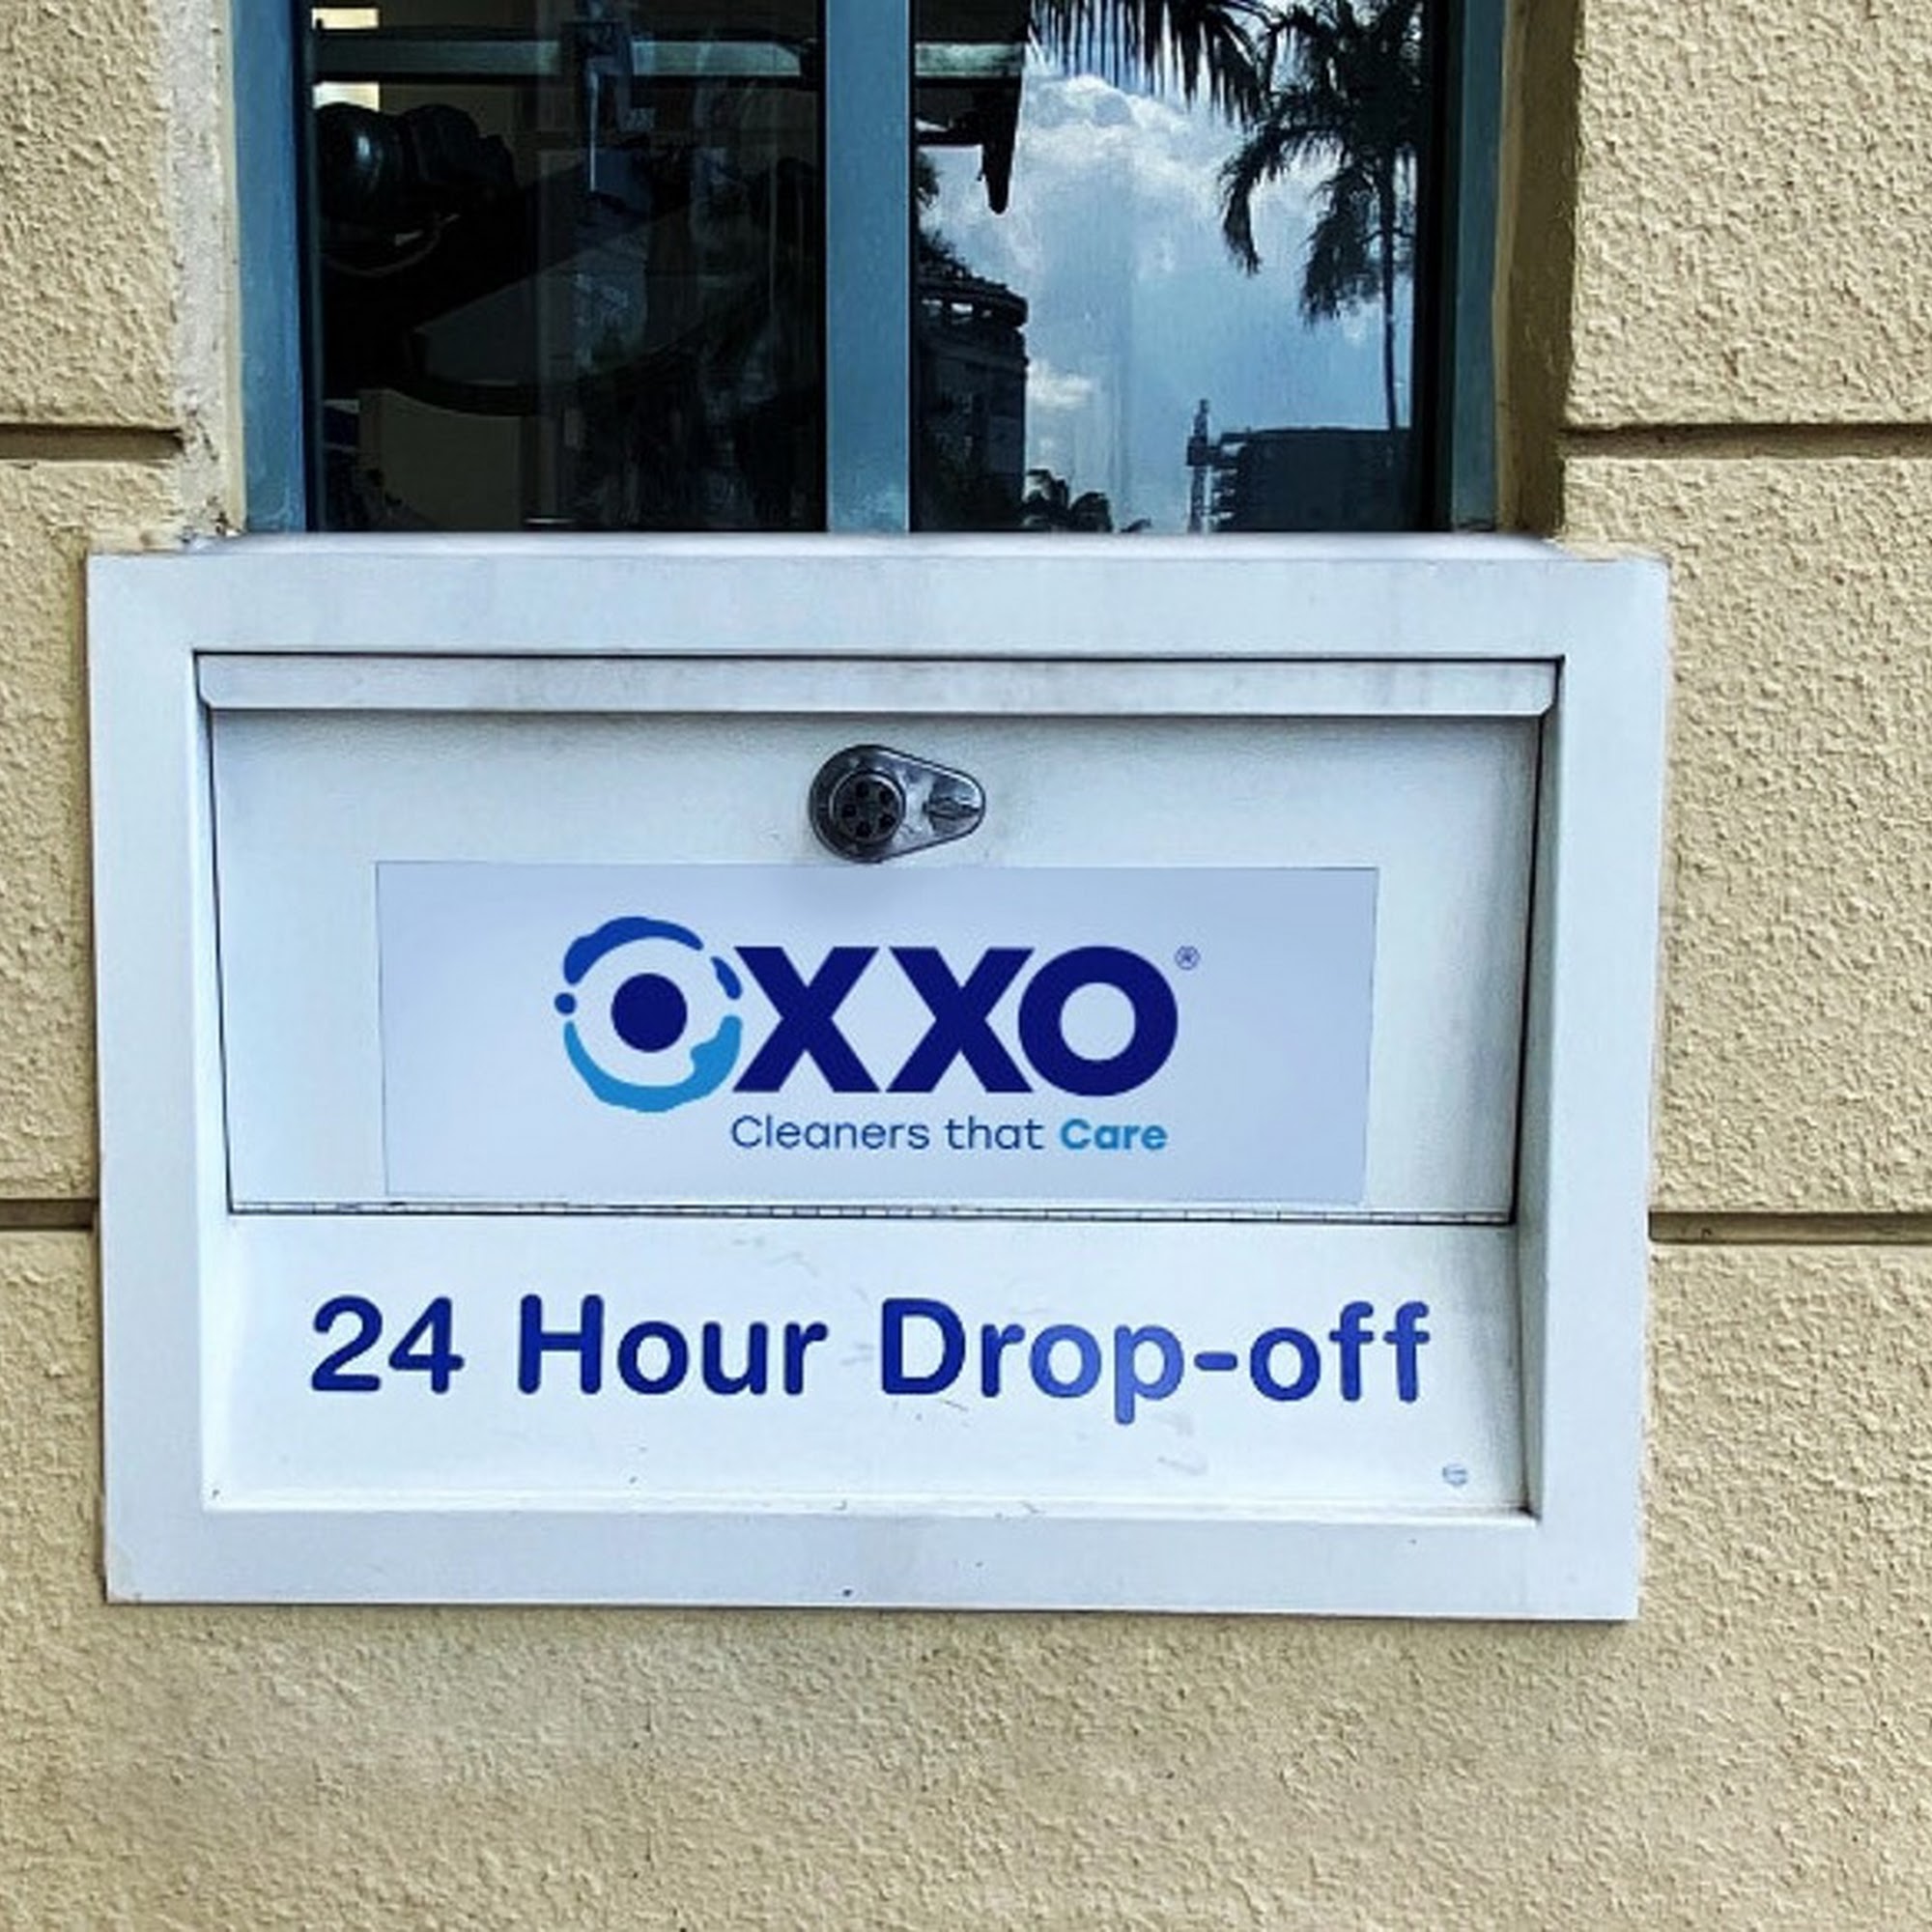 OXXO®
Cleaners that Care
24 Hour Drop-off